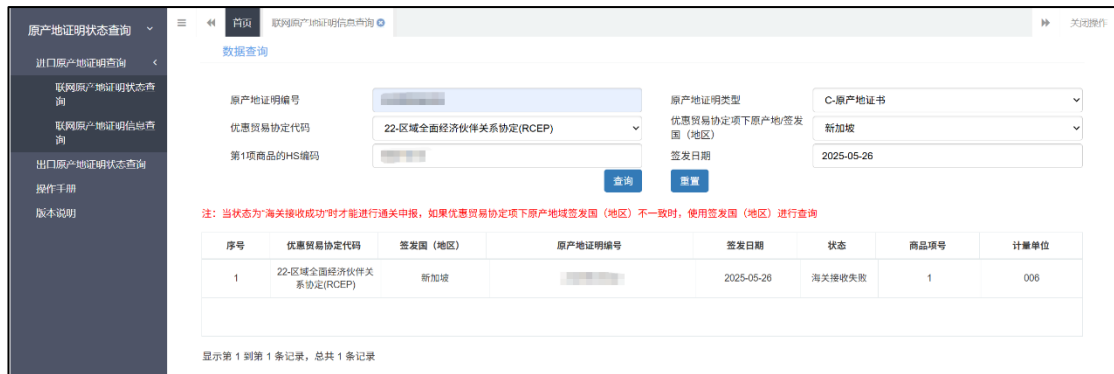 原产地证明状态查询
首页
联网原产地证明信息查询
关闭操作
进口原产地证明查询
联网原产地证明状态查
询
联网原产地证明信息查
询
出口原产地证明状态查询
操作手册
版本说明
数据查询
原产地证明编号
原产地证明类型
C-原产地证书
优惠贸易协定代码
22-区域全面经济伙伴关系协定(RCEP)
优惠贸易协定项下原产地/签发
国（地区）
新加坡
第1项商品的HS编码
签发日期
2025-05-26
查询
重置
注：当状态为"海关接收成功"时才能进行通关申报，如果优惠贸易协定项下原产地域签发国（地区）不一致时，使用签发国（地区）进行查询
序号 优惠贸易协定代码 签发国（地区） 原产地证明编号 签发日期 状态 商品项号 计量单位
1 22-区域全面经济伙伴关 新加坡 2025-05-26 海关接收失败 1 006
系协定(RCEP)
显示第 1 到第 1 条记录，总共 1 条记录